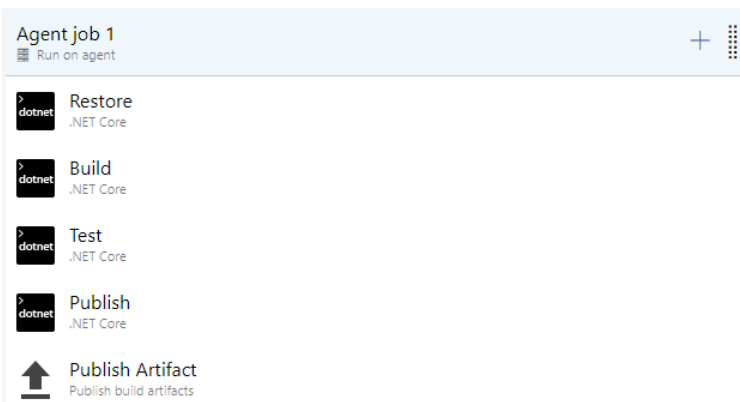 Agent job 1
Run on agent
>
dotnet
Restore
.NET Core
>
dotnet
Build
.NET Core
>
dotnet
Test
.NET Core
>
dotnet
Publish
.NET Core
Publish Artifact
Publish build artifacts